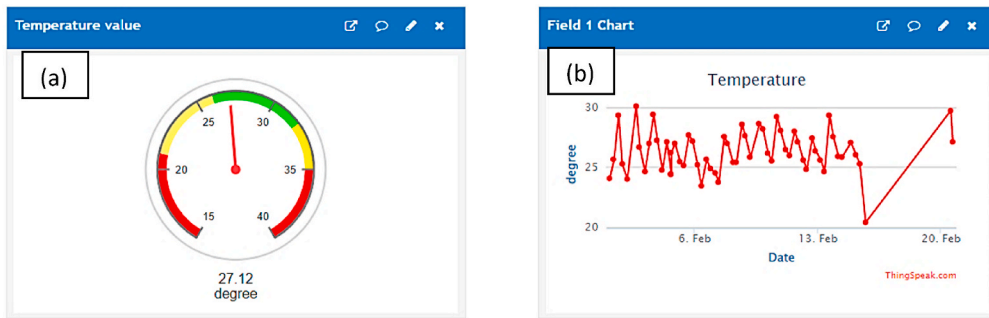 Temperature value
(a)
25
30
20
35
15
40
27.12
degree
Field 1 Chart
(b)
Temperature
30
25
20
degree
6. Feb
13. Feb
20. Feb
Date
ThingSpeak.com